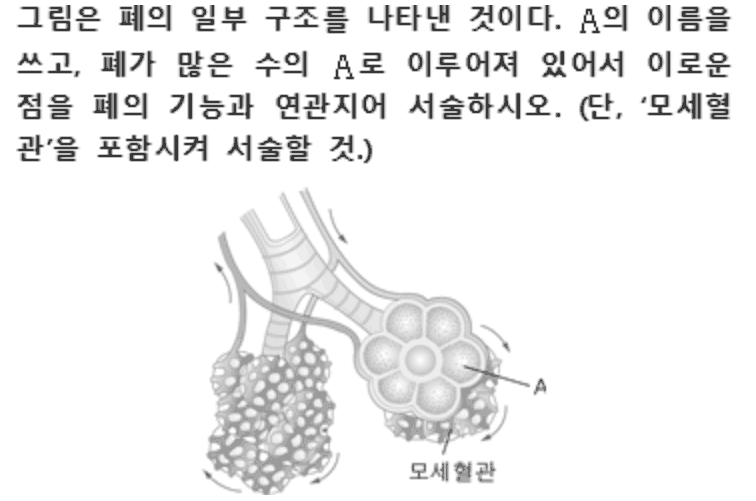 그림은 폐의 일부 구조를 나타낸 것이다. A의 이름을
쓰고, 폐가 많은 수의 A로 이루어져 있어서 이로운
점을 폐의 기능과 연관지어 서술하시오. (단, ‘모세혈
관’을 포함시켜 서술할 것.)
A
모세혈관